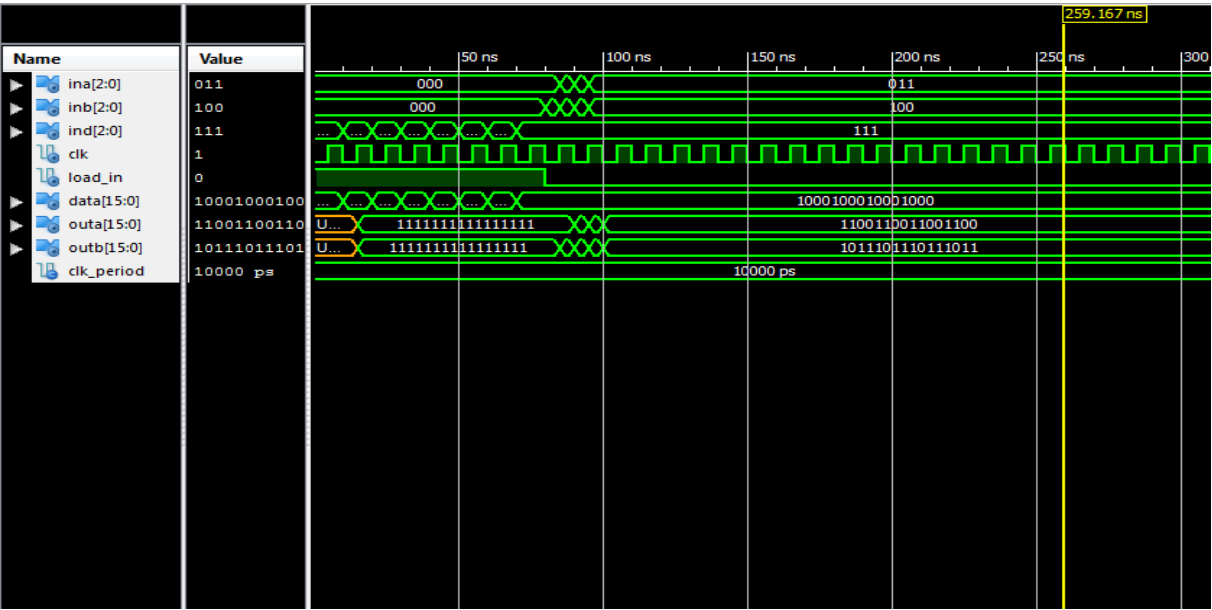 259.167 ns
Name Value
50 ns 100 ns 150 ns 200 ns 250 ns 300
ina[2:0] 011 000 011
inb[2:0] 100 000 100
ind[2:0] 111 ... ... ... ... ... ... ... 111
clk 1
load_in 0
data[15:0] 10001000100 ... ... ... ... ... ... ... 1000100010001000
outa[15:0] 11001100110 U... 1111111111111111 1100110011001100
outb[15:0] 10111011101 U... 1111111111111111 1011101110111011
clk_period 10000 ps 10000 ps